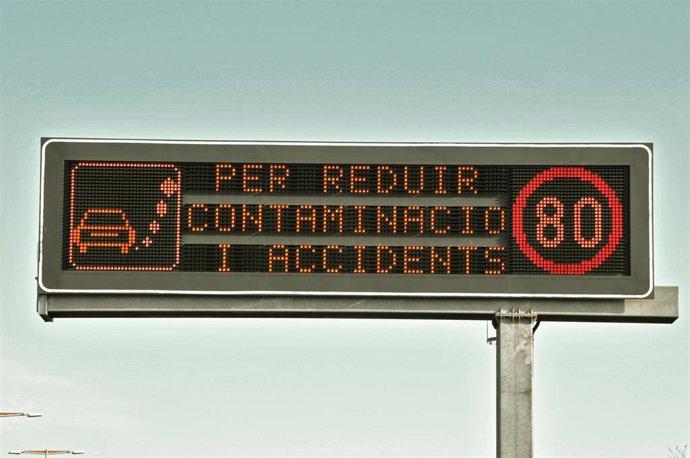 PER REDUIR
CONTAMINACIO
I ACCIDENTS
80